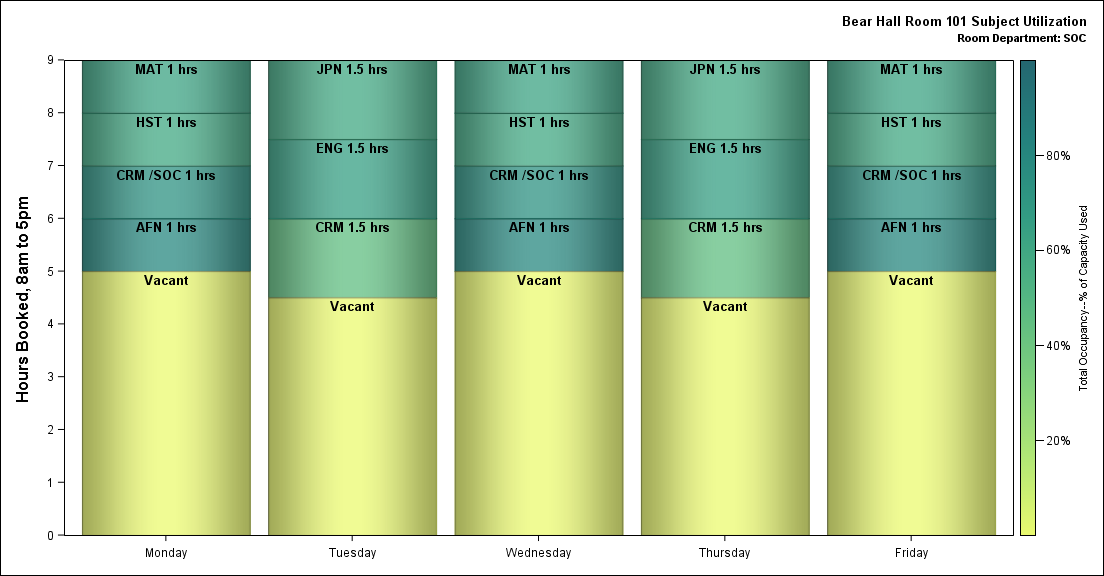 Bear Hall Room 101 Subject Utilization
Room Department: SOC
Hours Booked, 8am to 5pm
9
8
7
6
5
4
3
2
1
0
MAT 1 hrs
HST 1 hrs
CRM /SOC 1 hrs
AFN 1 hrs
Vacant
JPN 1.5 hrs
ENG 1.5 hrs
CRM 1.5 hrs
Vacant
MAT 1 hrs
HST 1 hrs
CRM /SOC 1 hrs
AFN 1 hrs
Vacant
JPN 1.5 hrs
ENG 1.5 hrs
CRM 1.5 hrs
Vacant
MAT 1 hrs
HST 1 hrs
CRM /SOC 1 hrs
AFN 1 hrs
Vacant
Monday
Tuesday
Wednesday
Thursday
Friday
80%
60%
40%
20%
Total Occupancy--% of Capacity Used